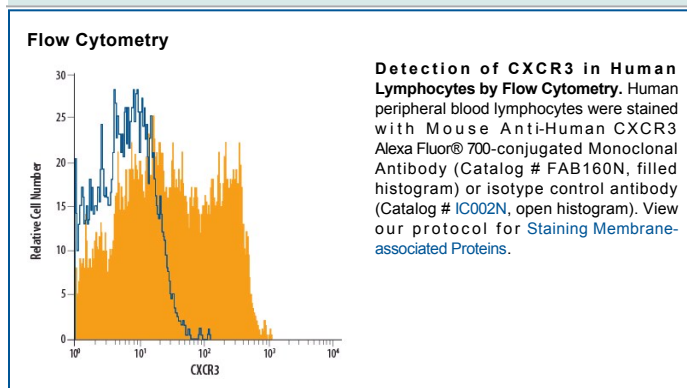 Flow Cytometry
30
25
20
15
10
5
0
Relative Cell Number
10⁰
10¹
10²
10³
10⁴
CXCR3
Detection of CXCR3 in Human
Lymphocytes by Flow Cytometry. Human
peripheral blood lymphocytes were stained
with Mouse Anti-Human CXCR3
Alexa Fluor® 700-conjugated Monoclonal
Antibody (Catalog # FAB160N, filled
histogram) or isotype control antibody
(Catalog # IC002N, open histogram). View
our protocol for Staining Membrane-
associated Proteins.